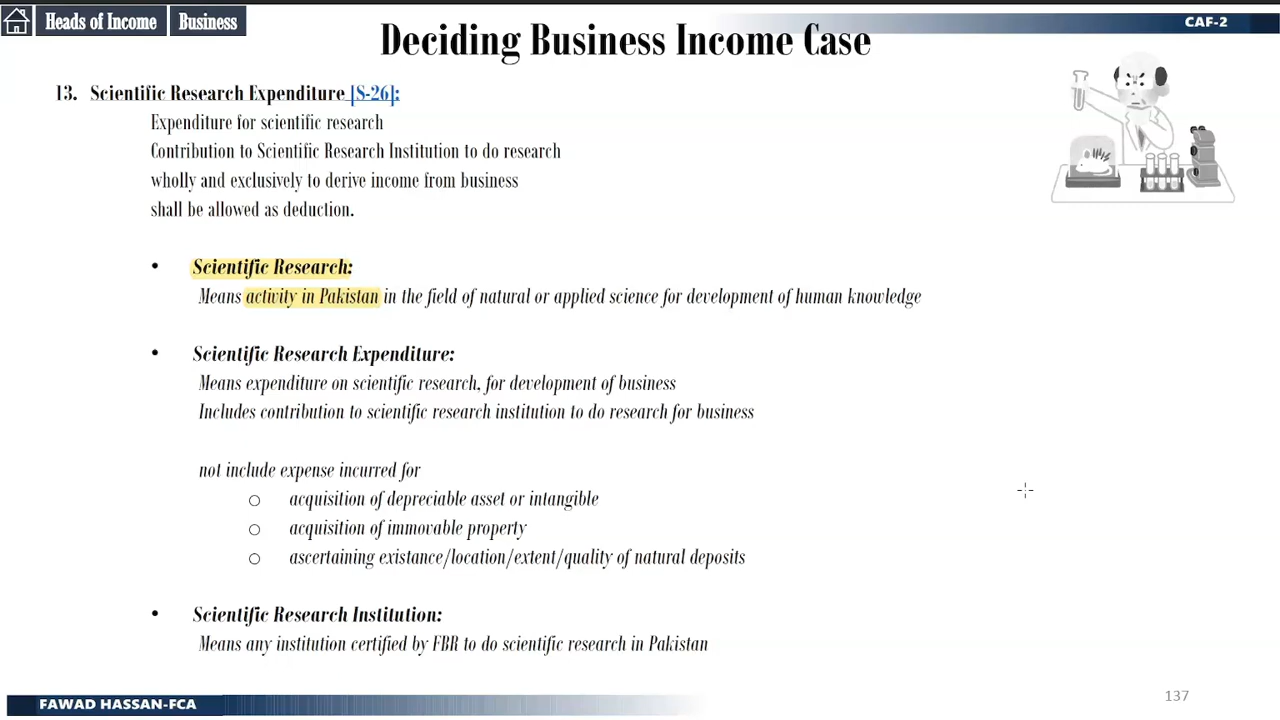 Heads of Income Business
CAF-2
Deciding Business Income Case
13. Scientific Research Expenditure [S-26]:
Expenditure for scientific research
Contribution to Scientific Research Institution to do research
wholly and exclusively to derive income from business
shall be allowed as deduction.
• Scientific Research:
Means activity in Pakistan in the field of natural or applied science for development of human knowledge
• Scientific Research Expenditure:
Means expenditure on scientific research, for development of business
Includes contribution to scientific research institution to do research for business
not include expense incurred for
o acquisition of depreciable asset or intangible
o acquisition of immovable property
o ascertaining existance/location/extent/quality of natural deposits
• Scientific Research Institution:
Means any institution certified by FBR to do scientific research in Pakistan
FAWAD HASSAN-FCA
137